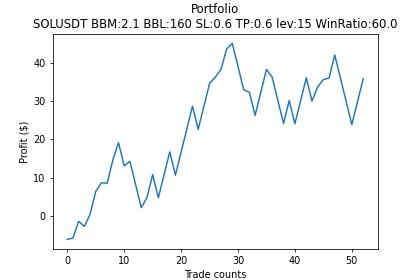 Portfolio
SOLUSDT BBM:2.1 BBL:160 SL:0.6 TP:0.6 lev:15 WinRatio:60.0
Profit ($)
40
30
20
10
0
0 10 20 30 40 50
Trade counts